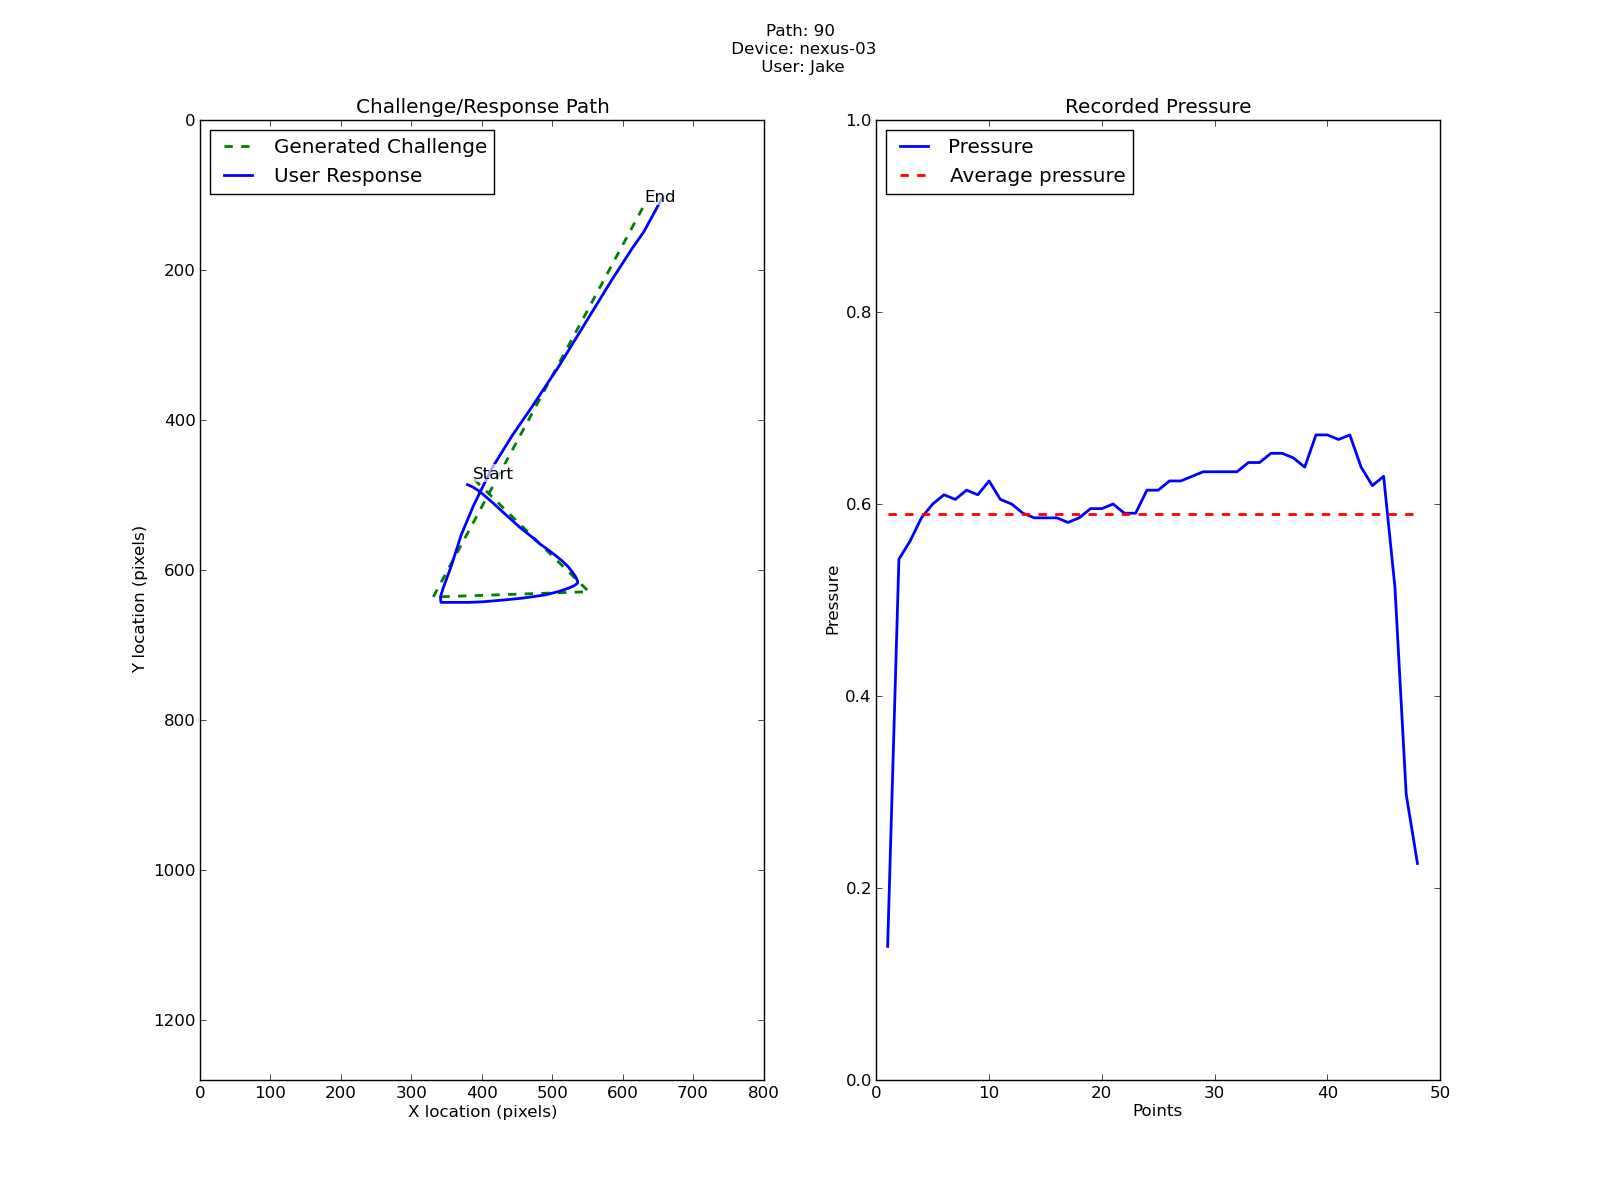 Path: 90
Device: nexus-03
User: Jake
Challenge/Response Path
Generated Challenge
User Response
End
Start
0
200
400
600
800
1000
1200
Y location (pixels)
0 100 200 300 400 500 600 700 800
X location (pixels)
Recorded Pressure
Pressure
Average pressure
1.0
0.8
0.6
0.4
0.2
0.0
Pressure
0 10 20 30 40 50
Points